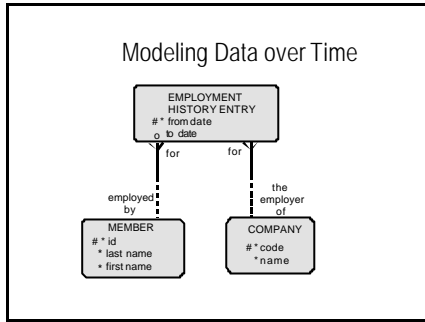 Modeling Data over Time
EMPLOYMENT
HISTORY ENTRY
# * from date
o to date
for
for
employed
by
the
employer
of
MEMBER
# * id
* last name
* first name
COMPANY
# * code
* name